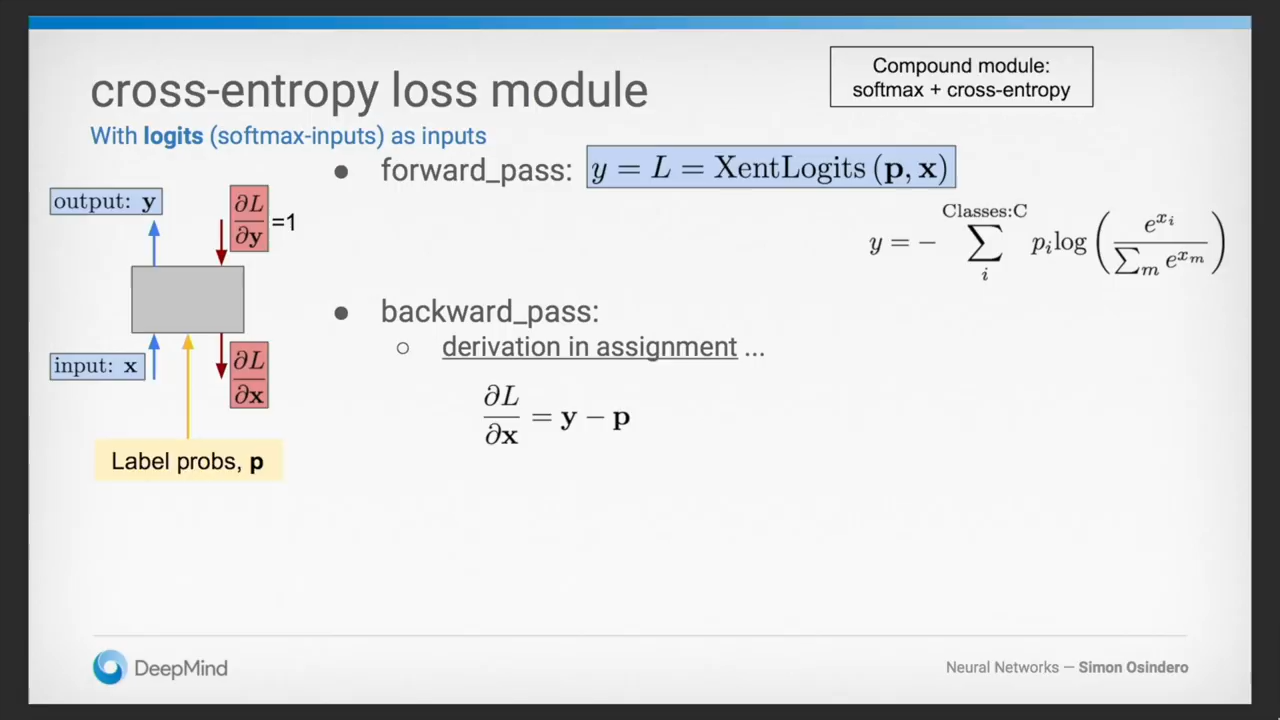 cross-entropy loss module
Compound module:
softmax + cross-entropy
With logits (softmax-inputs) as inputs
● forward_pass: y = L = XentLogits (p, x)
y = − ∑_i^{Classes:C} p_i log ( e^{x_i} / ∑_m e^{x_m} )
output: y
∂L/∂y =1
input: x
∂L/∂x
Label probs, p
● backward_pass:
○ derivation in assignment ...
∂L/∂x = y − p
DeepMind
Neural Networks — Simon Osindero